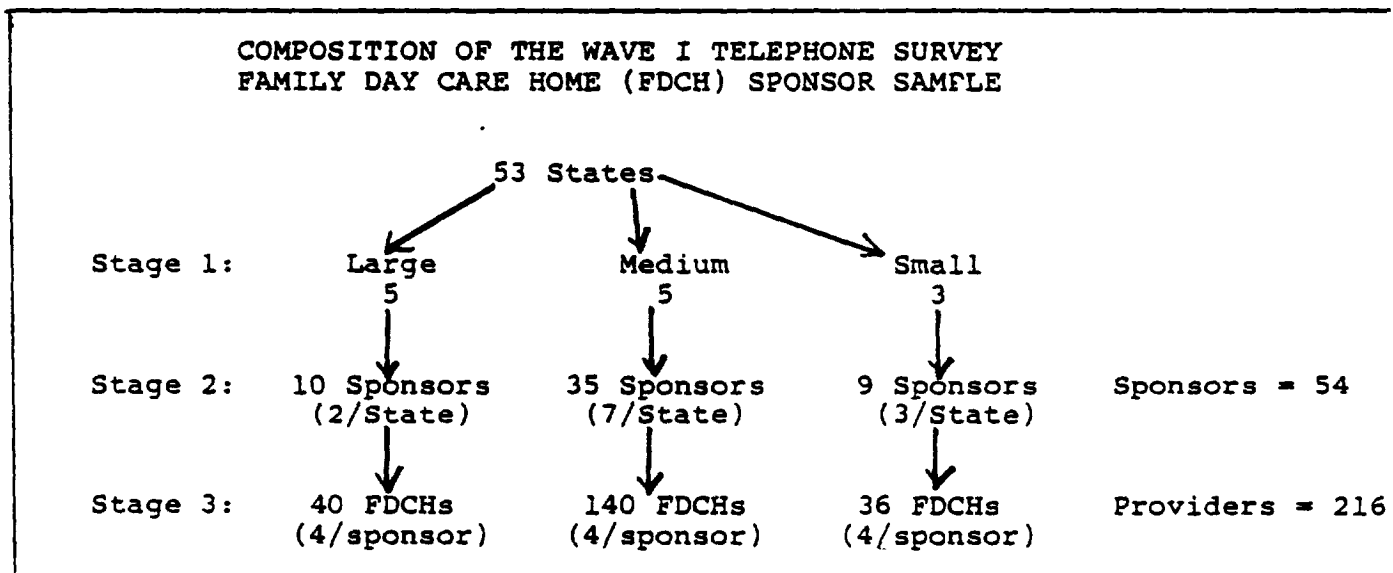 COMPOSITION OF THE WAVE I TELEPHONE SURVEY
FAMILY DAY CARE HOME (FDCH) SPONSOR SAMPLE
53 States
Stage 1: Large Medium Small
5 5 3
Stage 2: 10 Sponsors 35 Sponsors 9 Sponsors Sponsors = 54
(2/State) (7/State) (3/State)
Stage 3: 40 FDCHs 140 FDCHs 36 FDCHs Providers = 216
(4/sponsor) (4/sponsor) (4/sponsor)